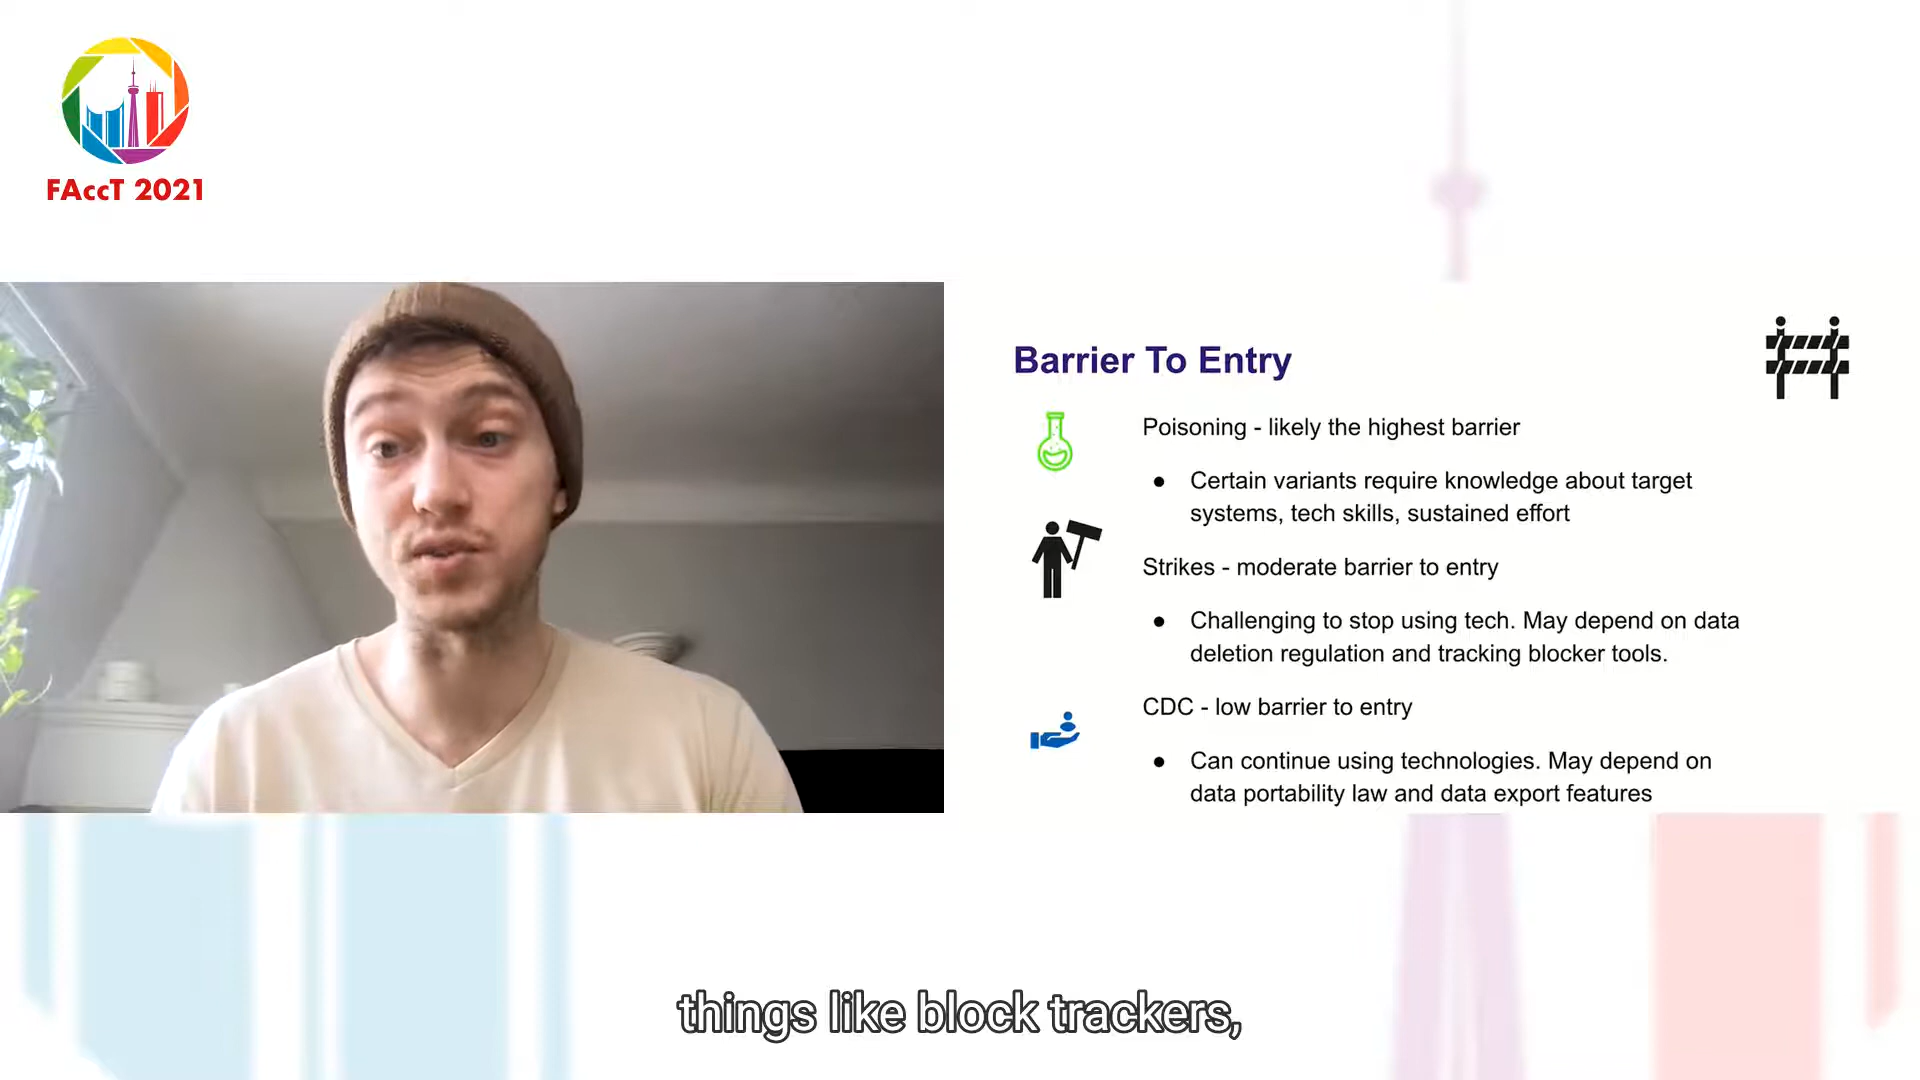 FAccT 2021
Barrier To Entry
Poisoning - likely the highest barrier
● Certain variants require knowledge about target
systems, tech skills, sustained effort
Strikes - moderate barrier to entry
● Challenging to stop using tech. May depend on data
deletion regulation and tracking blocker tools.
CDC - low barrier to entry
● Can continue using technologies. May depend on
data portability law and data export features
things like block trackers,